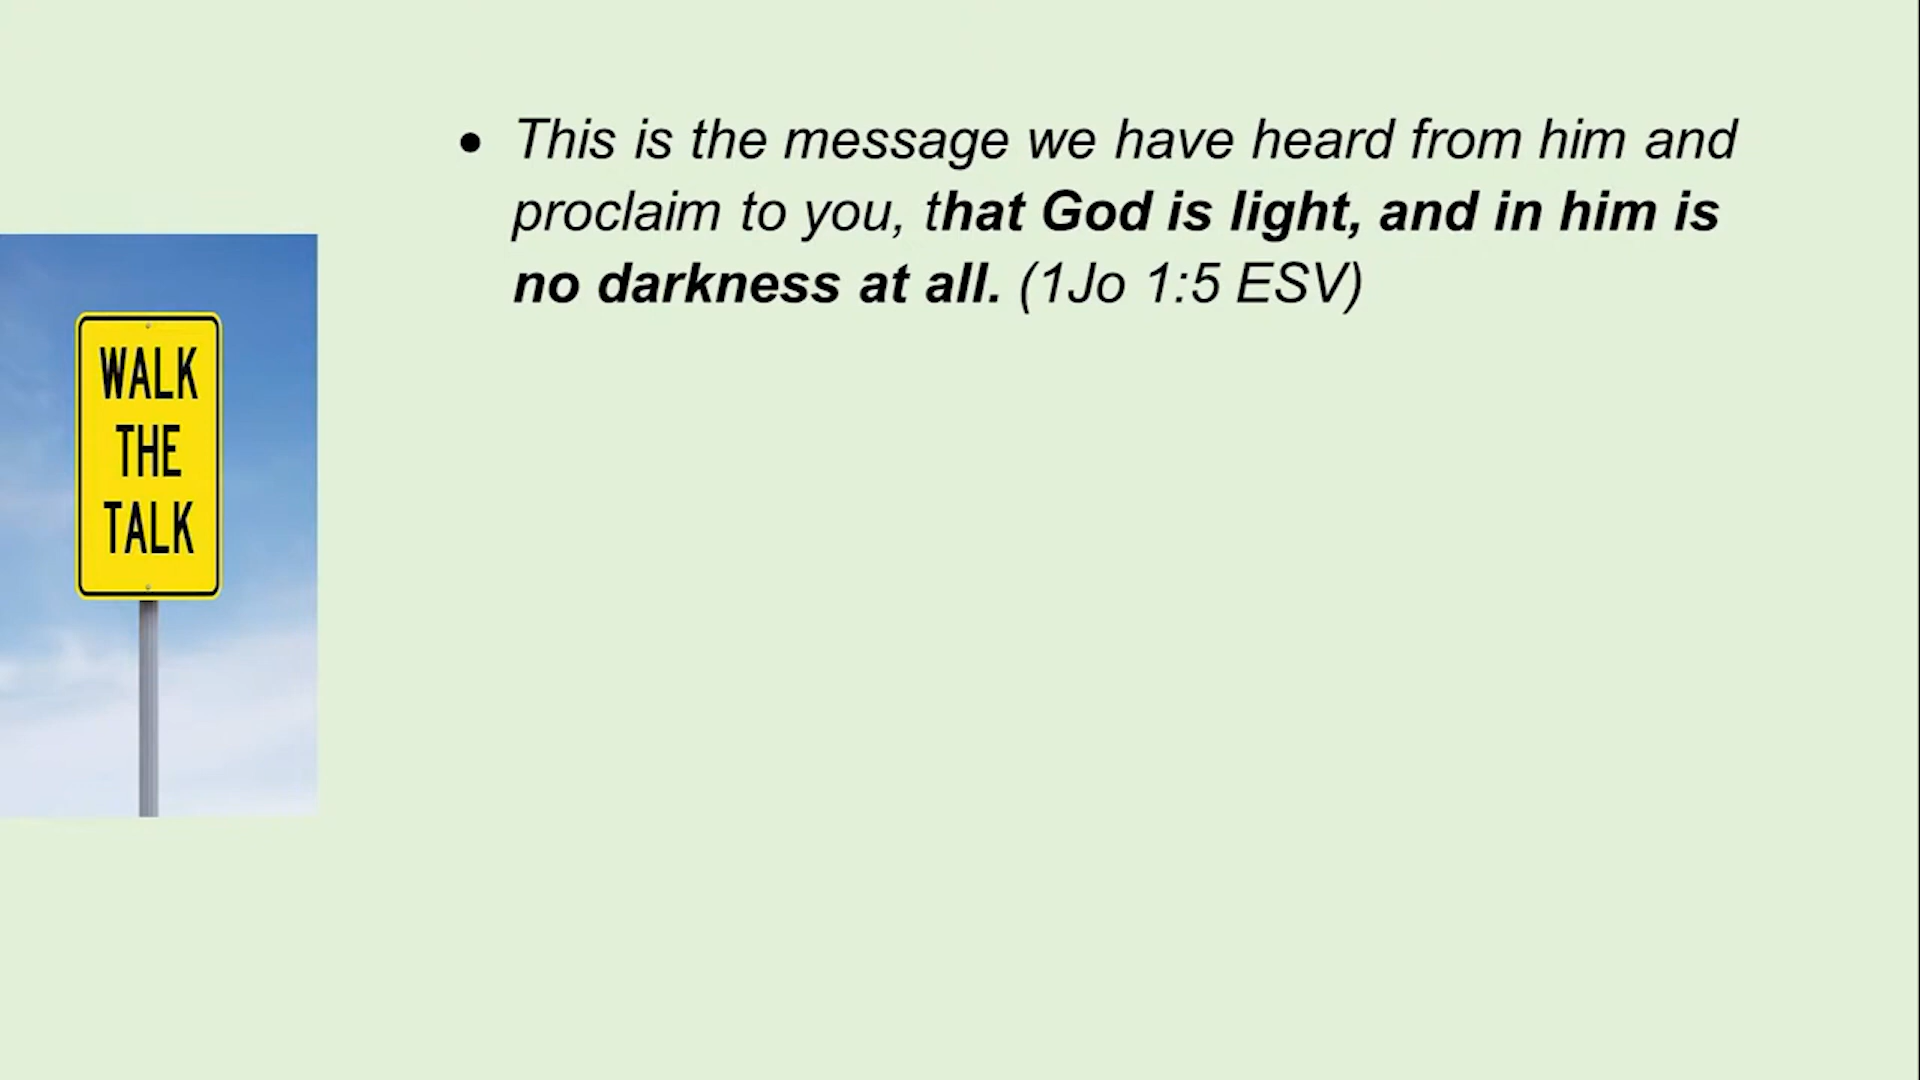 • This is the message we have heard from him and
proclaim to you, that God is light, and in him is
no darkness at all. (1Jo 1:5 ESV)
WALK
THE
TALK